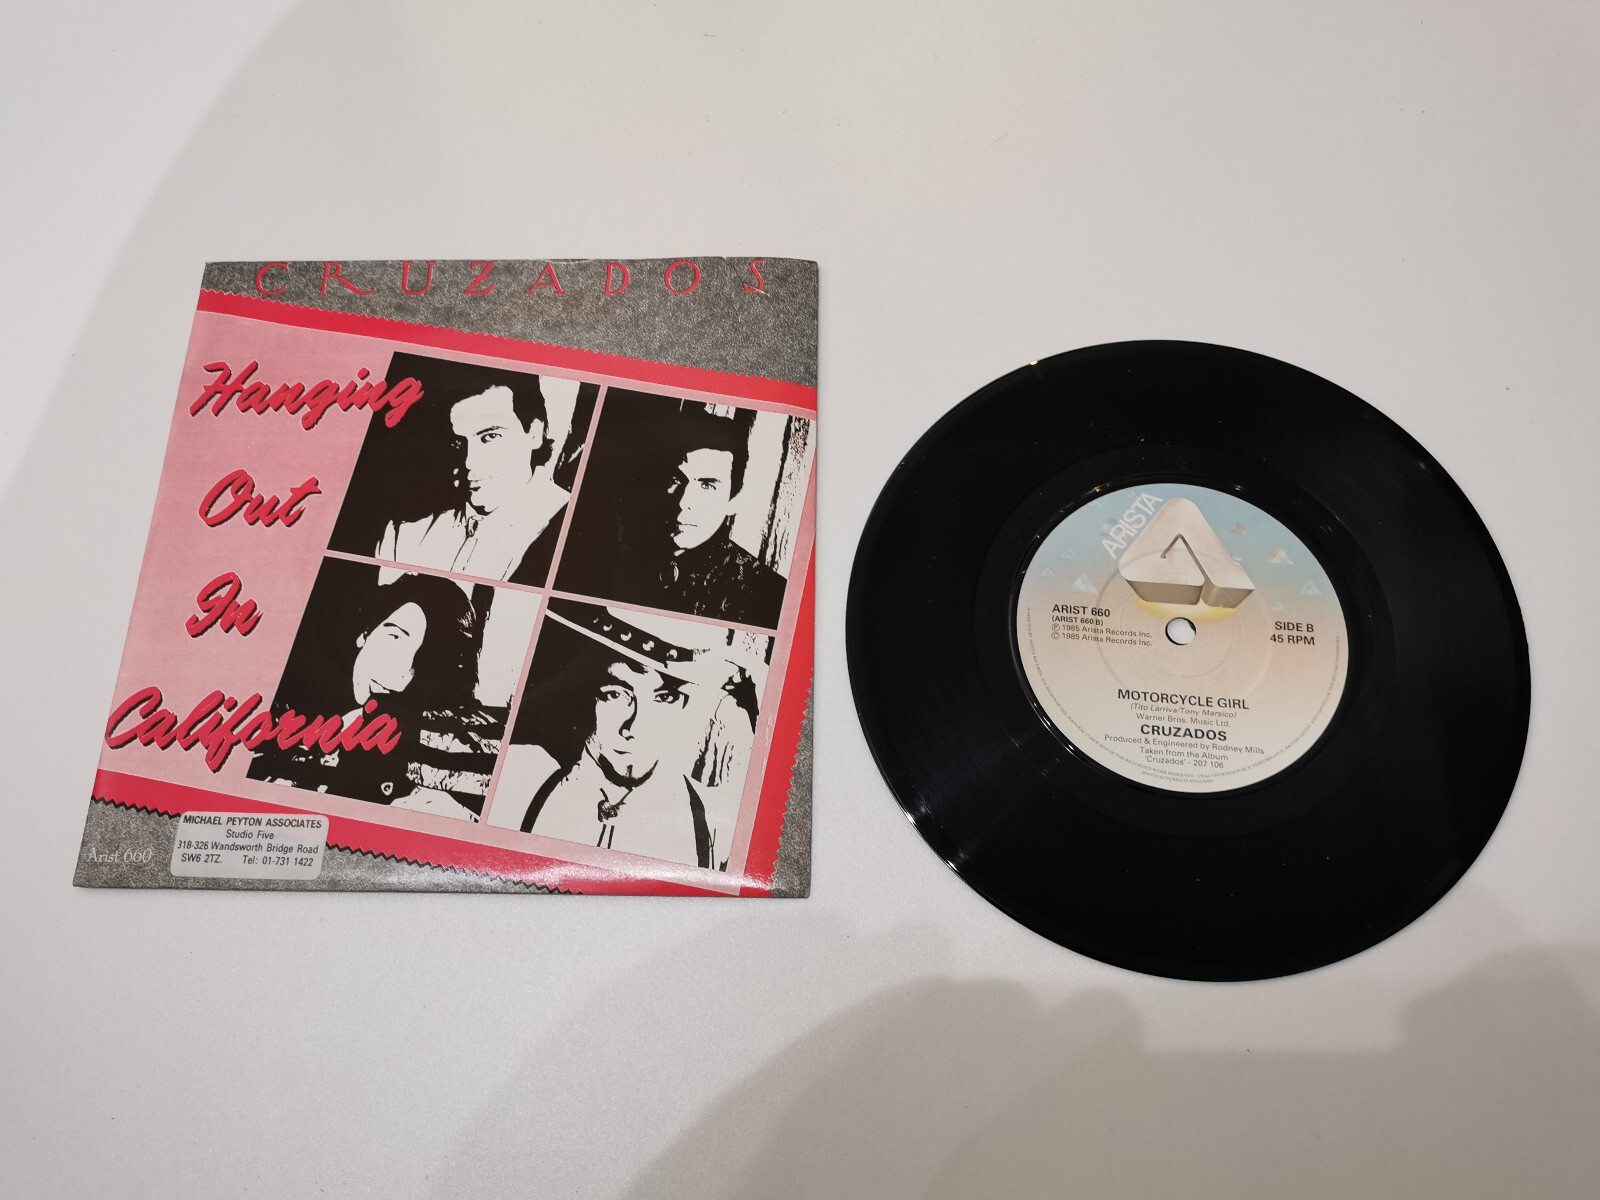 CRUZADOS
Hanging
Out
In
California
Arist 660
MICHAEL PEYTON ASSOCIATES
Studio Five
318-326 Wandsworth Bridge Road
SW6 2TZ. Tel: 01-731 1422
ARISTA
ARIST 660
(ARIST 660 B)
℗ 1985 Arista Records Inc.
© 1985 Arista Records Inc.
SIDE B
45 RPM
MOTORCYCLE GIRL
(Tito Larriva/Tony Marsico)
Warner Bros. Music Ltd.
CRUZADOS
Produced & Engineered by Rodney Mills
Taken from the Album
'Cruzados' - 207 106
MANUFACTURED IN ENGLAND